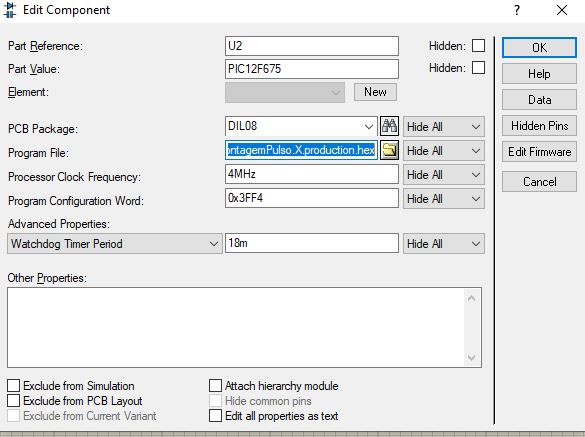 Edit Component
? ×
Part Reference: U2 Hidden:
Part Value: PIC12F675 Hidden:
Element: New
PCB Package: DIL08 Hide All
Program File: ontagemPulso.X.production.hex Hide All
Processor Clock Frequency: 4MHz Hide All
Program Configuration Word: 0x3FF4 Hide All
Advanced Properties:
Watchdog Timer Period 18m Hide All
Other Properties:
Exclude from Simulation Attach hierarchy module
Exclude from PCB Layout Hide common pins
Exclude from Current Variant Edit all properties as text
OK
Help
Data
Hidden Pins
Edit Firmware
Cancel